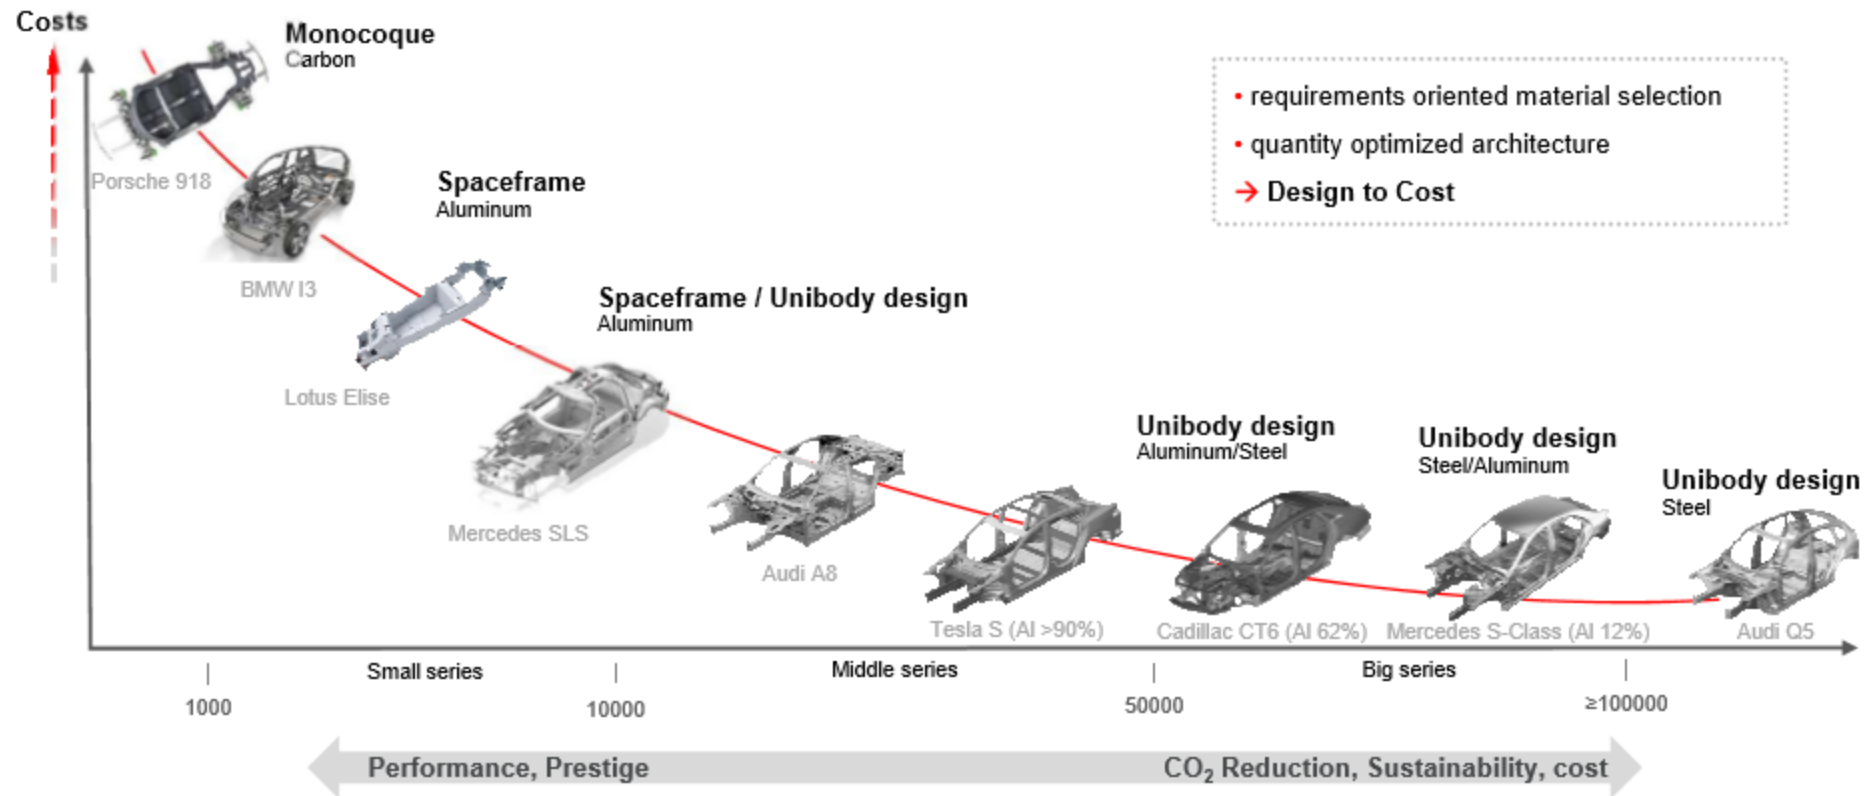 Costs
Monocoque
Carbon
• requirements oriented material selection
• quantity optimized architecture
→ Design to Cost
Porsche 918
Spaceframe
Aluminum
BMW I3
Spaceframe / Unibody design
Aluminum
Lotus Elise
Unibody design
Aluminum/Steel
Unibody design
Steel/Aluminum
Unibody design
Steel
Mercedes SLS
Audi A8
Tesla S (Al >90%)
Cadillac CT6 (Al 62%)
Mercedes S-Class (Al 12%)
Audi Q5
Small series
Middle series
Big series
1000
10000
50000
≥100000
Performance, Prestige
CO₂ Reduction, Sustainability, cost